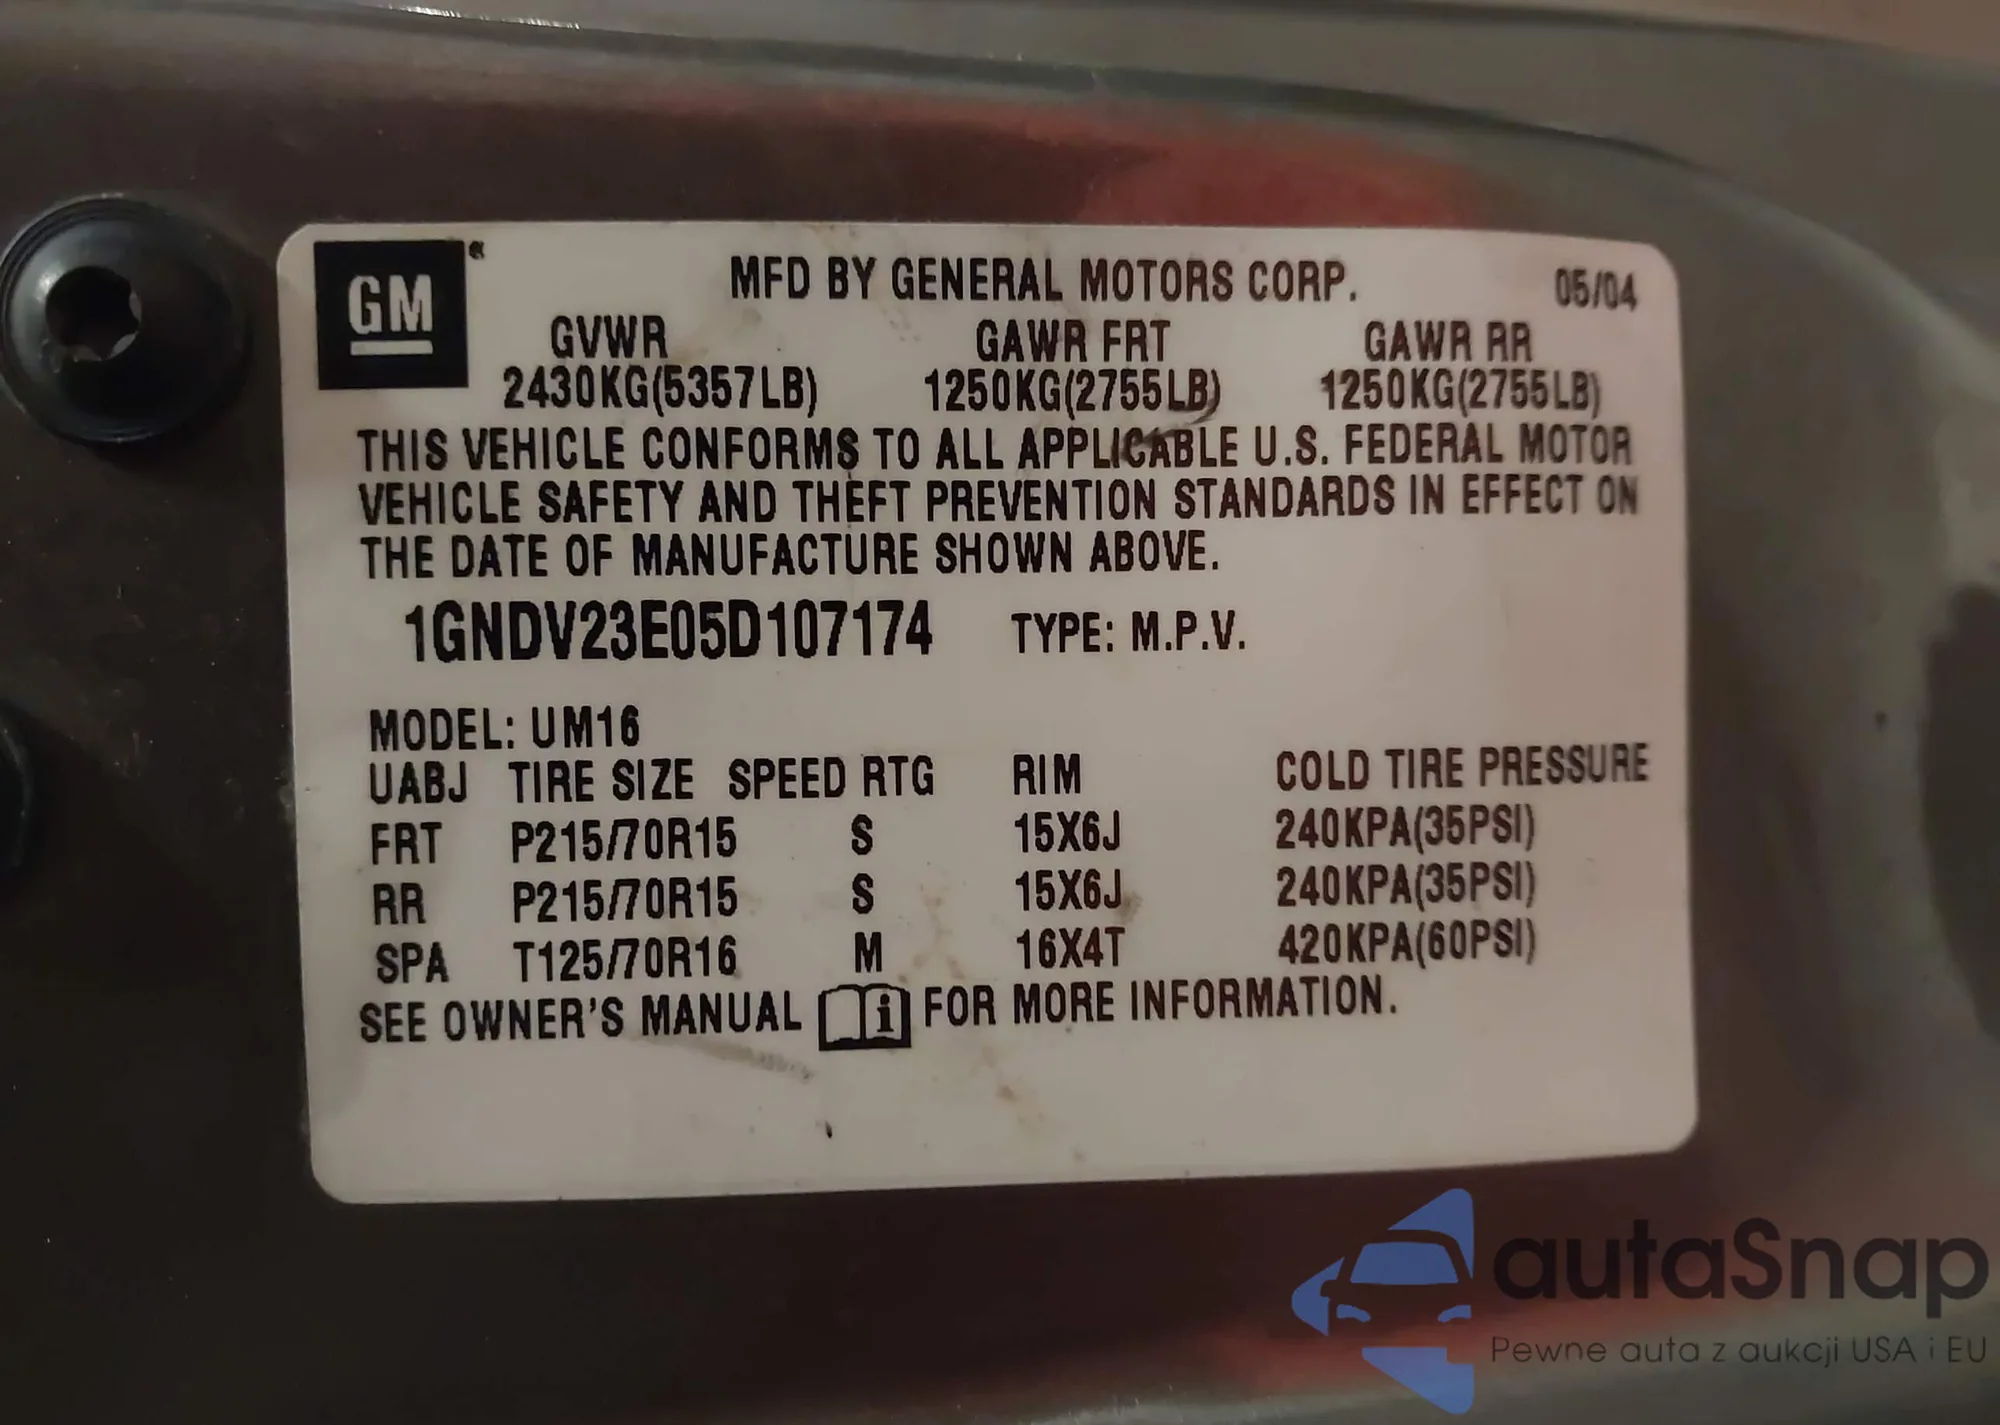 GM®
MFD BY GENERAL MOTORS CORP. 05/04
GVWR GAWR FRT GAWR RR
2430KG(5357LB) 1250KG(2755LB) 1250KG(2755LB)
THIS VEHICLE CONFORMS TO ALL APPLICABLE U.S. FEDERAL MOTOR
VEHICLE SAFETY AND THEFT PREVENTION STANDARDS IN EFFECT ON
THE DATE OF MANUFACTURE SHOWN ABOVE.
1GNDV23E05D107174 TYPE: M.P.V.
MODEL: UM16
UABJ TIRE SIZE SPEED RTG RIM COLD TIRE PRESSURE
FRT P215/70R15 S 15X6J 240KPA(35PSI)
RR P215/70R15 S 15X6J 240KPA(35PSI)
SPA T125/70R16 M 16X4T 420KPA(60PSI)
SEE OWNER'S MANUAL i FOR MORE INFORMATION.
autaSnap
Pewne auta z aukcji USA i EU